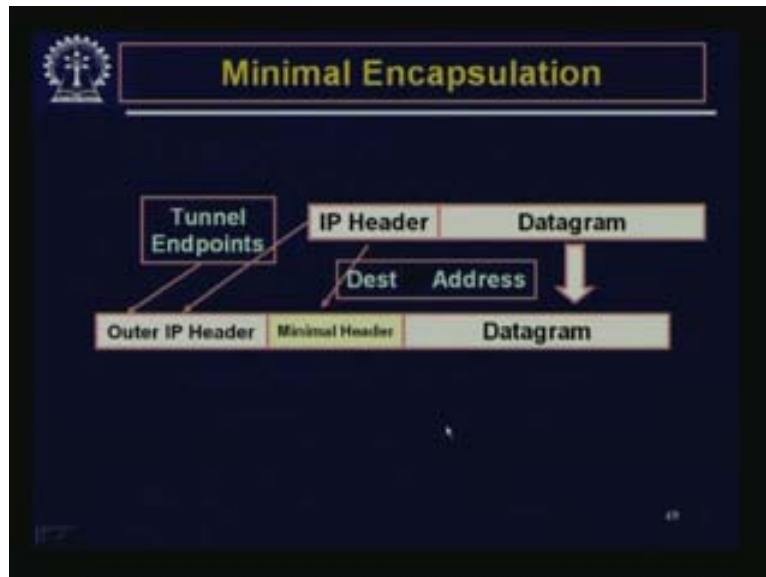 Minimal Encapsulation
Tunnel
Endpoints
IP Header
Datagram
Dest Address
Outer IP Header
Minimal Header
Datagram